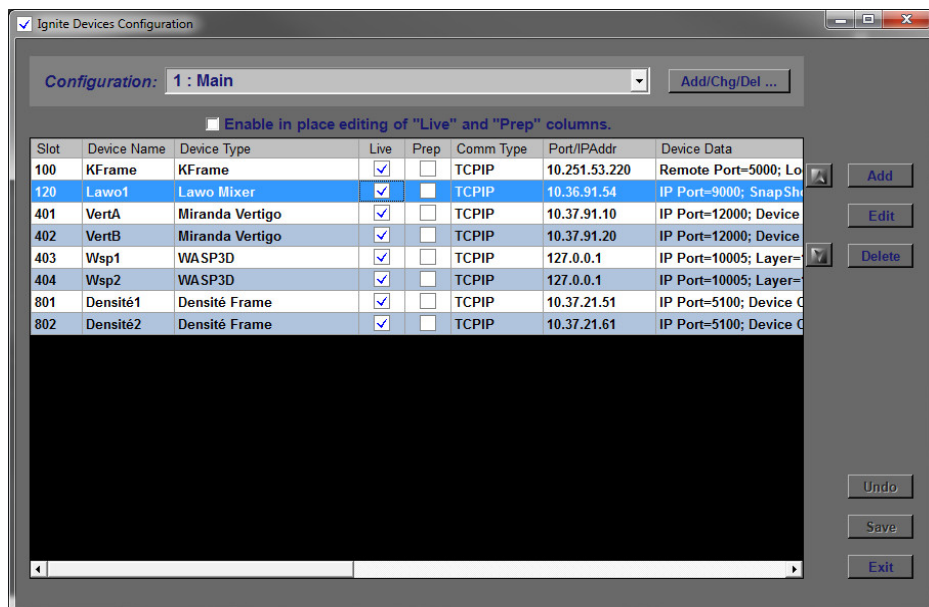 Ignite Devices Configuration
Configuration: 1 : Main Add/Chg/Del ...
Enable in place editing of "Live" and "Prep" columns.
Slot Device Name Device Type Live Prep Comm Type Port/IPAddr Device Data
100 KFrame KFrame TCPIP 10.251.53.220 Remote Port=5000; Lo
120 Lawo1 Lawo Mixer TCPIP 10.36.91.54 IP Port=9000; SnapSh
401 VertA Miranda Vertigo TCPIP 10.37.91.10 IP Port=12000; Device
402 VertB Miranda Vertigo TCPIP 10.37.91.20 IP Port=12000; Device
403 Wsp1 WASP3D TCPIP 127.0.0.1 IP Port=10005; Layer=
404 Wsp2 WASP3D TCPIP 127.0.0.1 IP Port=10005; Layer=
801 Densité1 Densité Frame TCPIP 10.37.21.51 IP Port=5100; Device
802 Densité2 Densité Frame TCPIP 10.37.21.61 IP Port=5100; Device
Add
Edit
Delete
Undo
Save
Exit